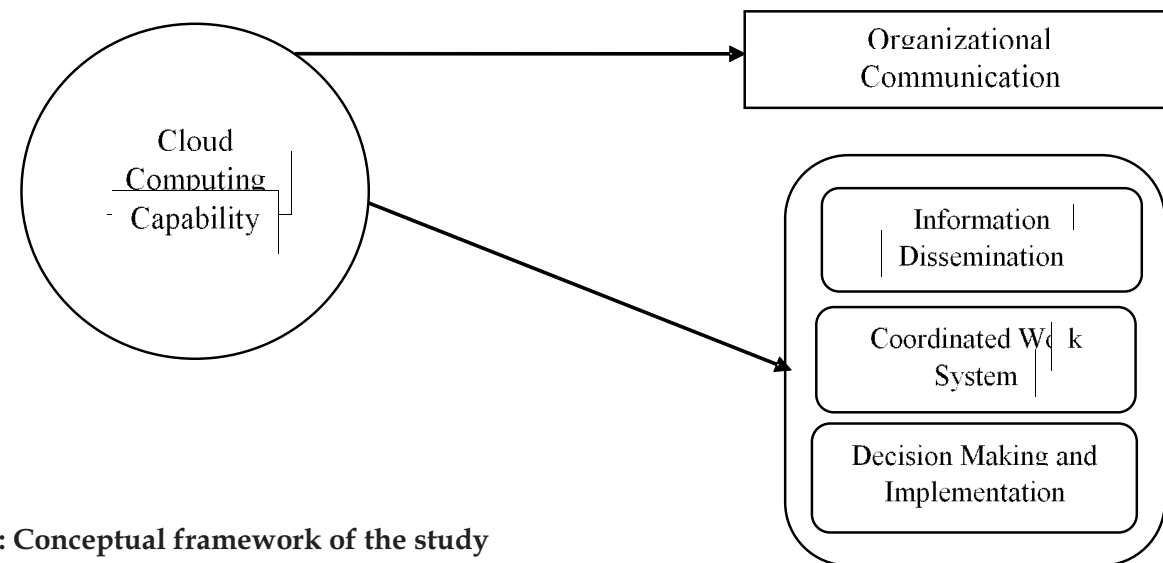 Organizational
Communication
Cloud
Computing
Capability
Information
Dissemination
Coordinated Work
System
Decision Making and
Implementation
: Conceptual framework of the study